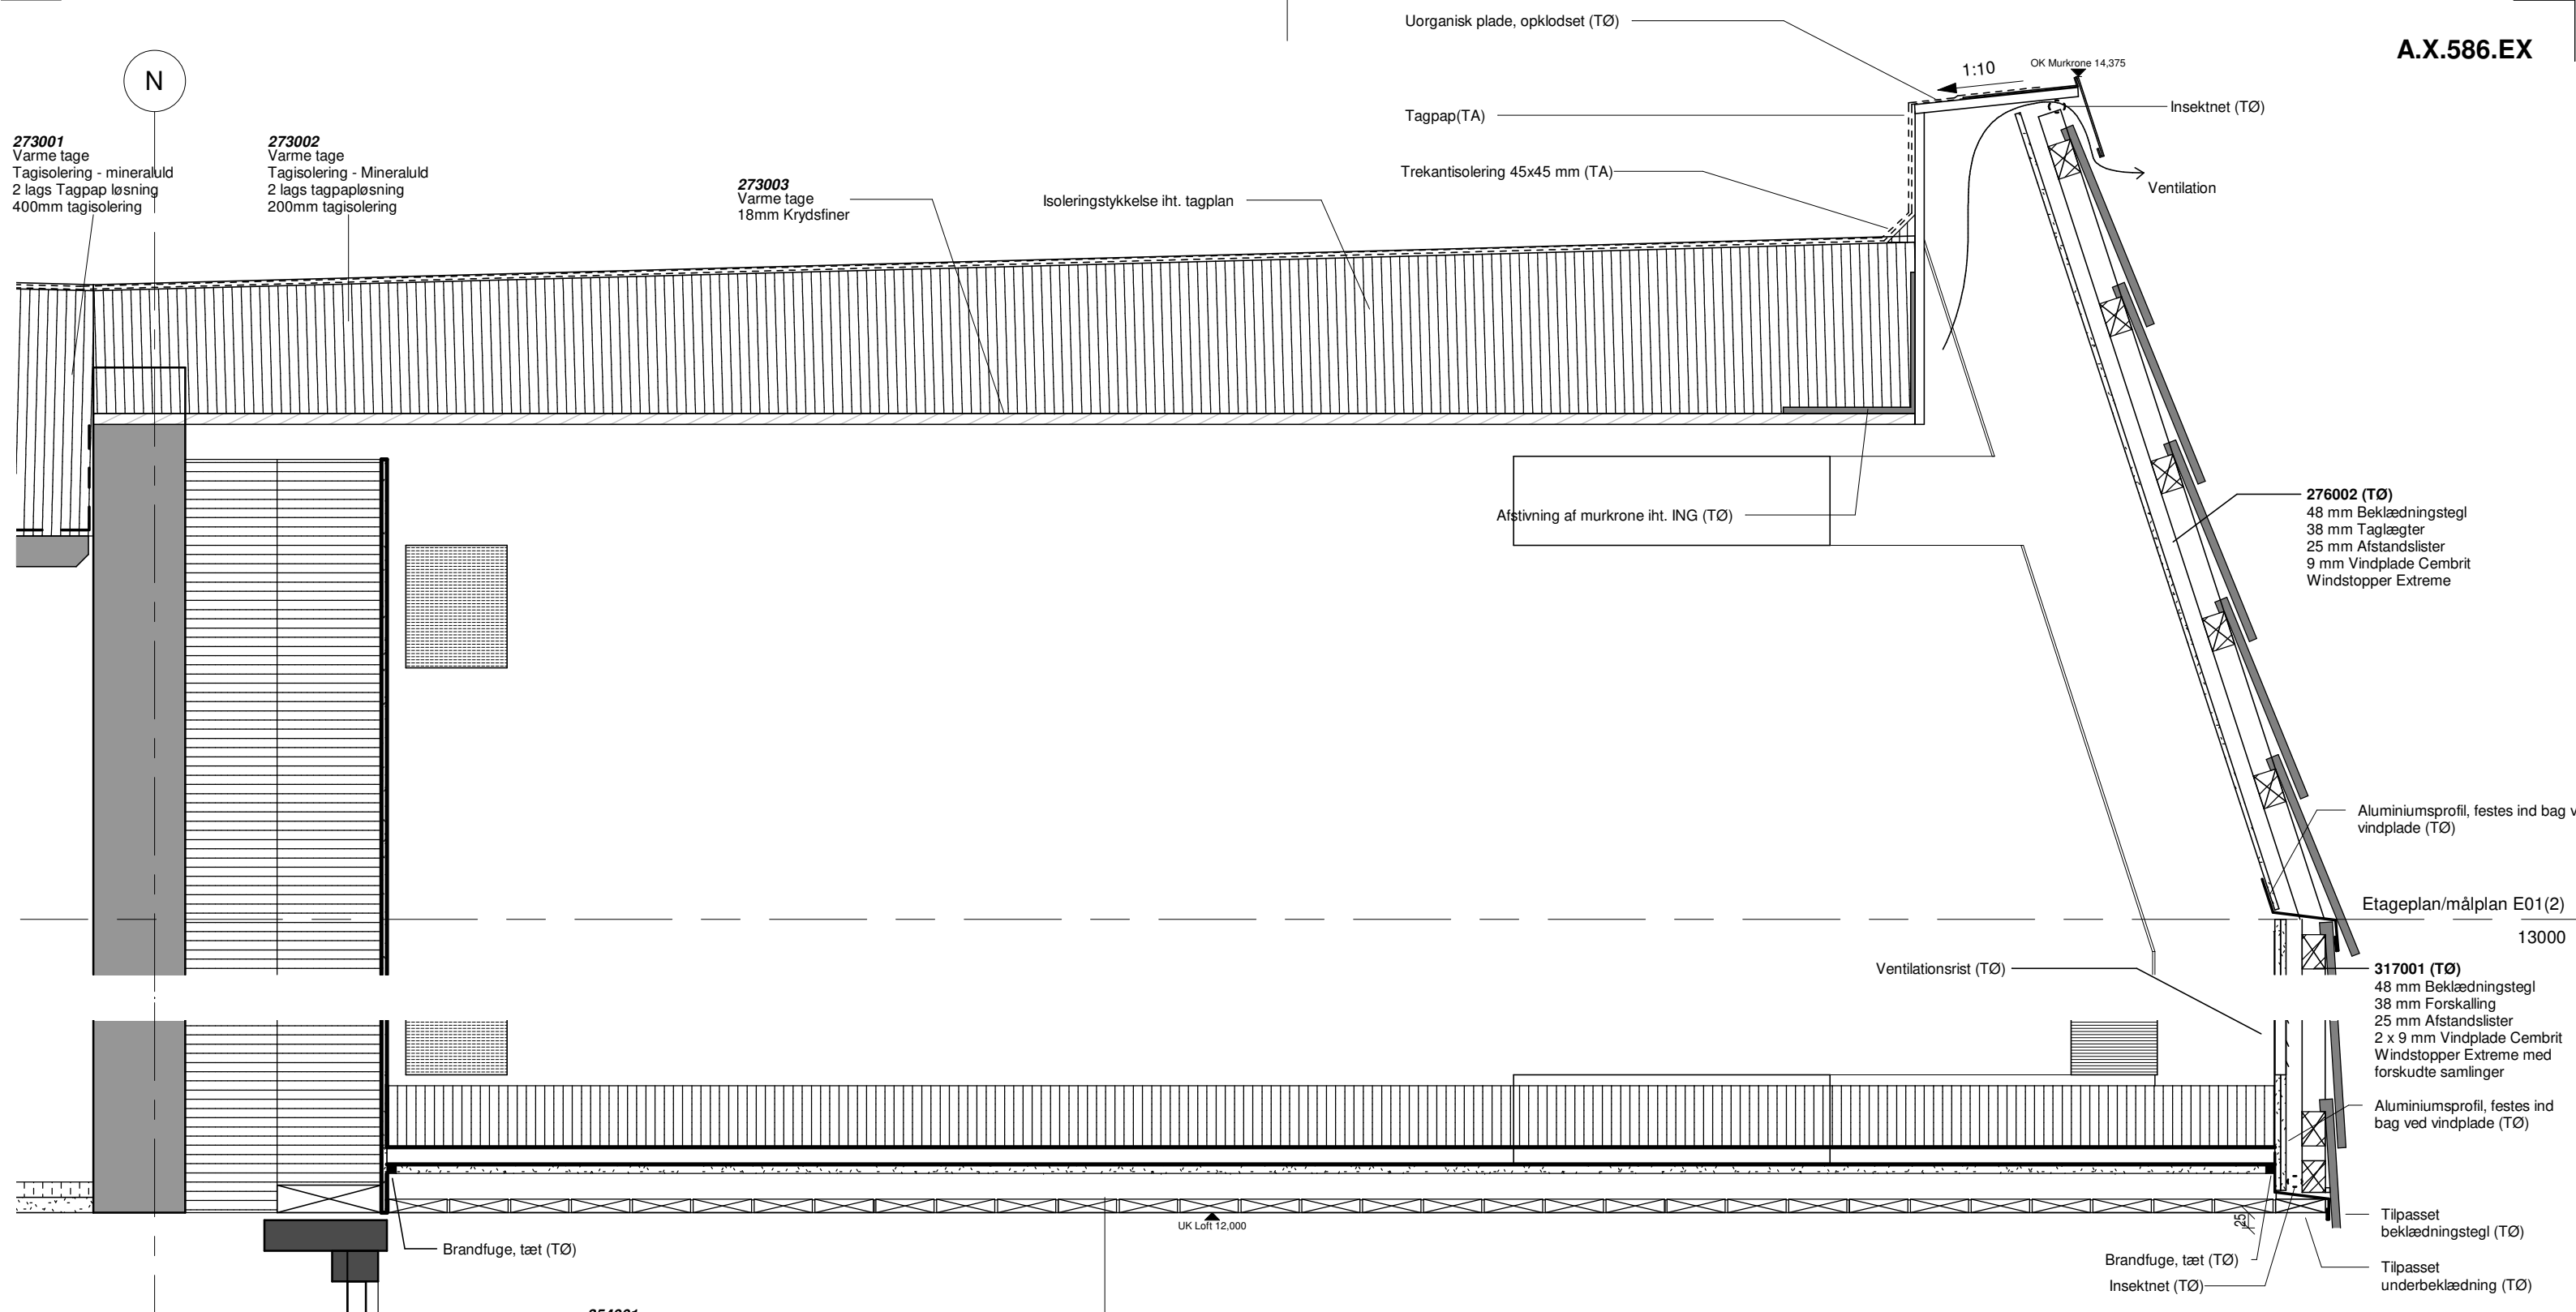 Uorganisk plade, opklodset (TØ)
A.X.586.EX
1:10
OK Murkrone 14,375
N
Insektnet (TØ)
Tagpap(TA)
273001
Varme tage
Tagisolering - mineraluld
2 lags Tagpap løsning
400mm tagisolering
273002
Varme tage
Tagisolering - Mineraluld
2 lags tagpapløsning
200mm tagisolering
273003
Varme tage
18mm Krydsfiner
Isoleringstykkelse iht. tagplan
Trekantisolering 45x45 mm (TA)
Ventilation
276002 (TØ)
48 mm Beklædningstegl
38 mm Taglægter
25 mm Afstandslister
9 mm Vindplade Cembrit
Windstopper Extreme
Afstivning af murkrone iht. ING (TØ)
Aluminiumsprofil, festes ind bag v
vindplade (TØ)
Etageplan/målplan E01(2)
13000
Ventilationsrist (TØ)
317001 (TØ)
48 mm Beklædningstegl
38 mm Forskalling
25 mm Afstandslister
2 x 9 mm Vindplade Cembrit
Windstopper Extreme med
forskudte samlinger
Aluminiumsprofil, festes ind
bag ved vindplade (TØ)
Tilpasset
beklædningstegl (TØ)
25
UK Loft 12,000
Brandfuge, tæt (TØ)
Brandfuge, tæt (TØ)
Insektnet (TØ)
Tilpasset
underbeklædning (TØ)